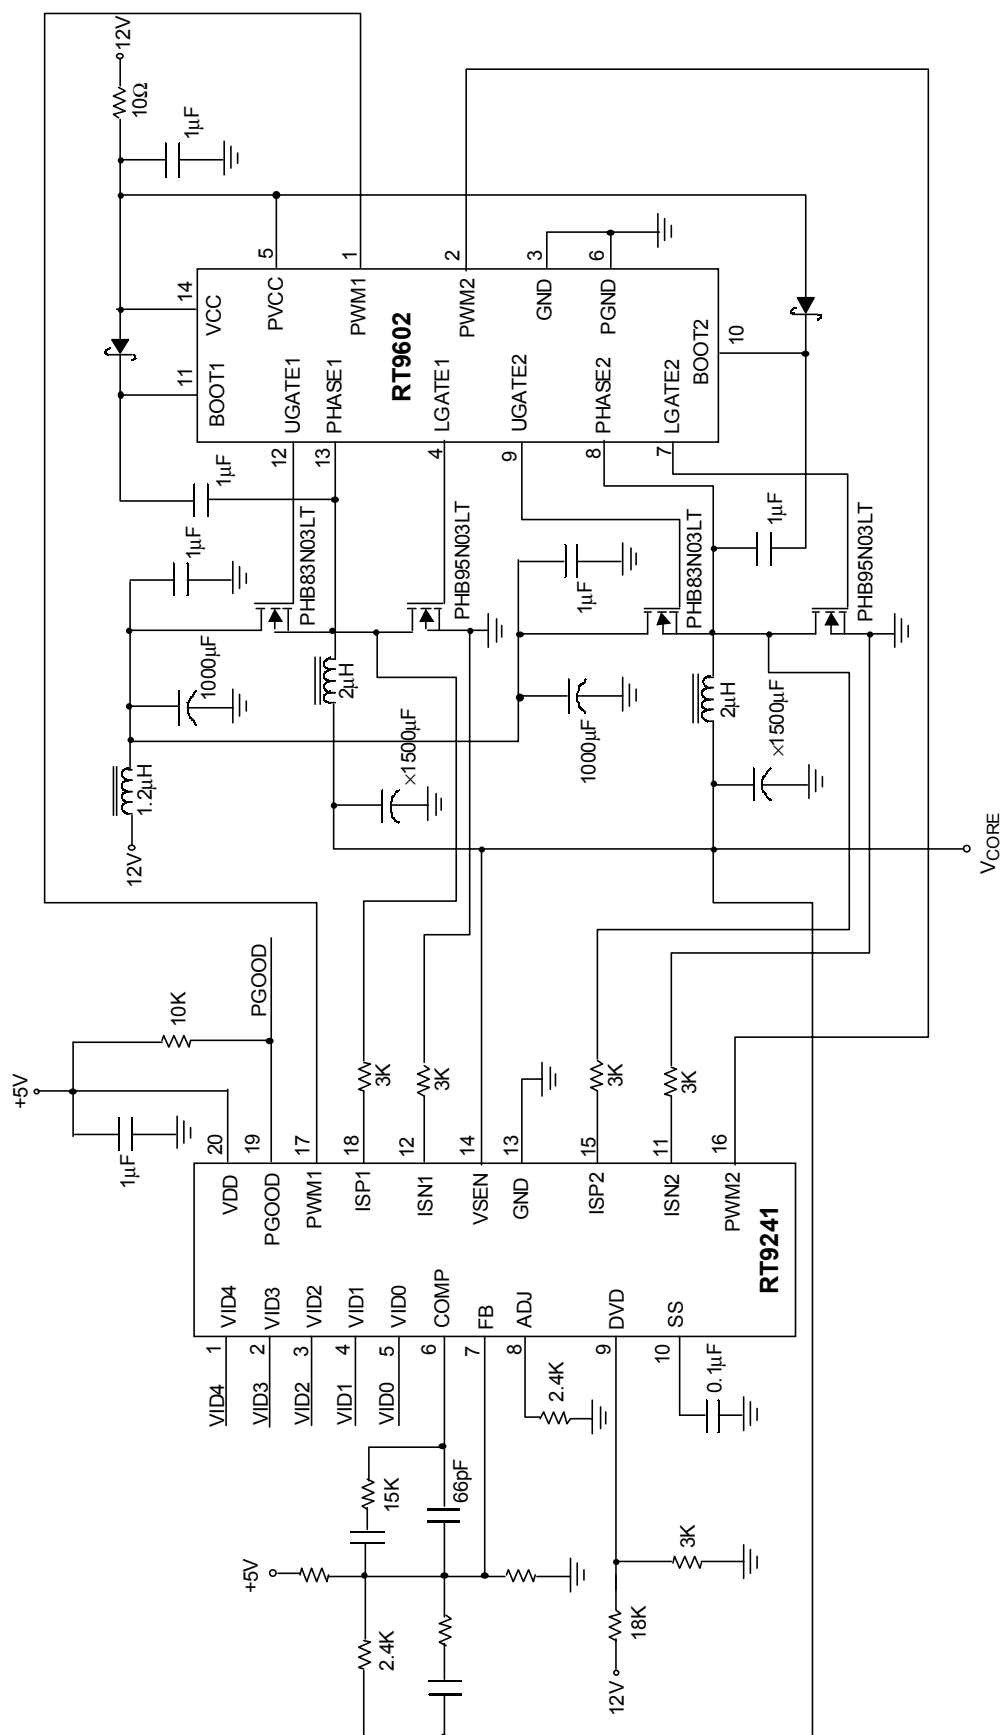 12V
10Ω
1μF
5
1
2
3
6
14
VCC
PVCC
PWM1
PWM2
GND
PGND
11
BOOT1
RT9602
BOOT2
10
UGATE1
PHASE1
LGATE1
UGATE2
PHASE2
LGATE2
12
13
4
9
8
7
1μF
1μF
PHB83N03LT
PHB95N03LT
1μF
PHB83N03LT
1μF
PHB95N03LT
1000μF
2μH
1000μF
2μH
1.2μH
12V
×1500μF
×1500μF
VCORE
PGOOD
10K
+5V
1μF
3K
3K
3K
3K
20
19
17
18
12
14
13
15
11
16
VDD
PGOOD
PWM1
ISP1
ISN1
VSEN
GND
ISP2
ISN2
PWM2
RT9241
VID4
VID3
VID2
VID1
VID0
COMP
FB
ADJ
DVD
SS
1
2
3
4
5
6
7
8
9
10
VID4
VID3
VID2
VID1
VID0
2.4K
0.1μF
15K
66pF
3K
+5V
18K
2.4K
12V